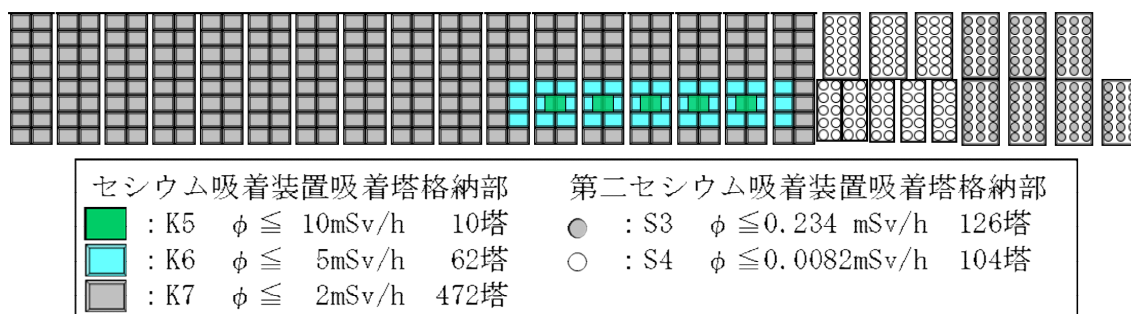 セシウム吸着装置吸着塔格納部
：K5 φ≦ 10mSv/h 10塔
：K6 φ≦ 5mSv/h 62塔
：K7 φ≦ 2mSv/h 472塔
第二セシウム吸着装置吸着塔格納部
：S3 φ≦0.234 mSv/h 126塔
：S4 φ≦0.0082mSv/h 104塔